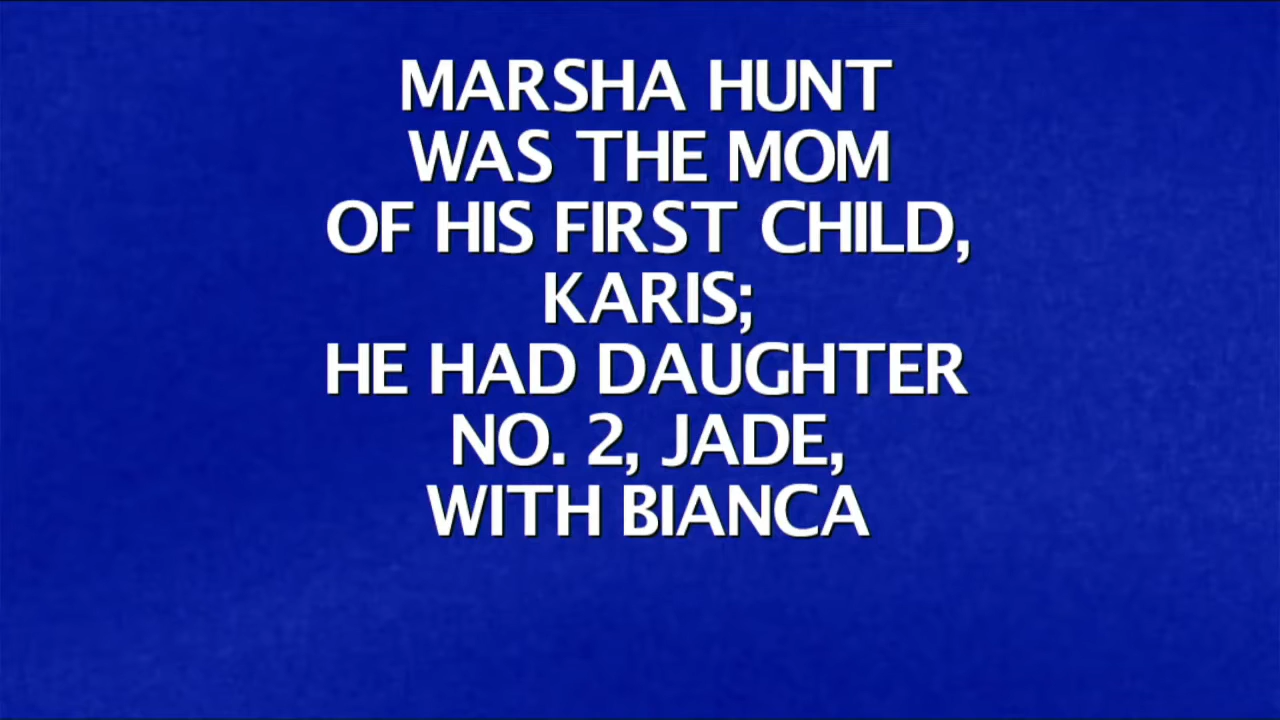 MARSHA HUNT
WAS THE MOM
OF HIS FIRST CHILD,
KARIS;
HE HAD DAUGHTER
NO. 2, JADE,
WITH BIANCA